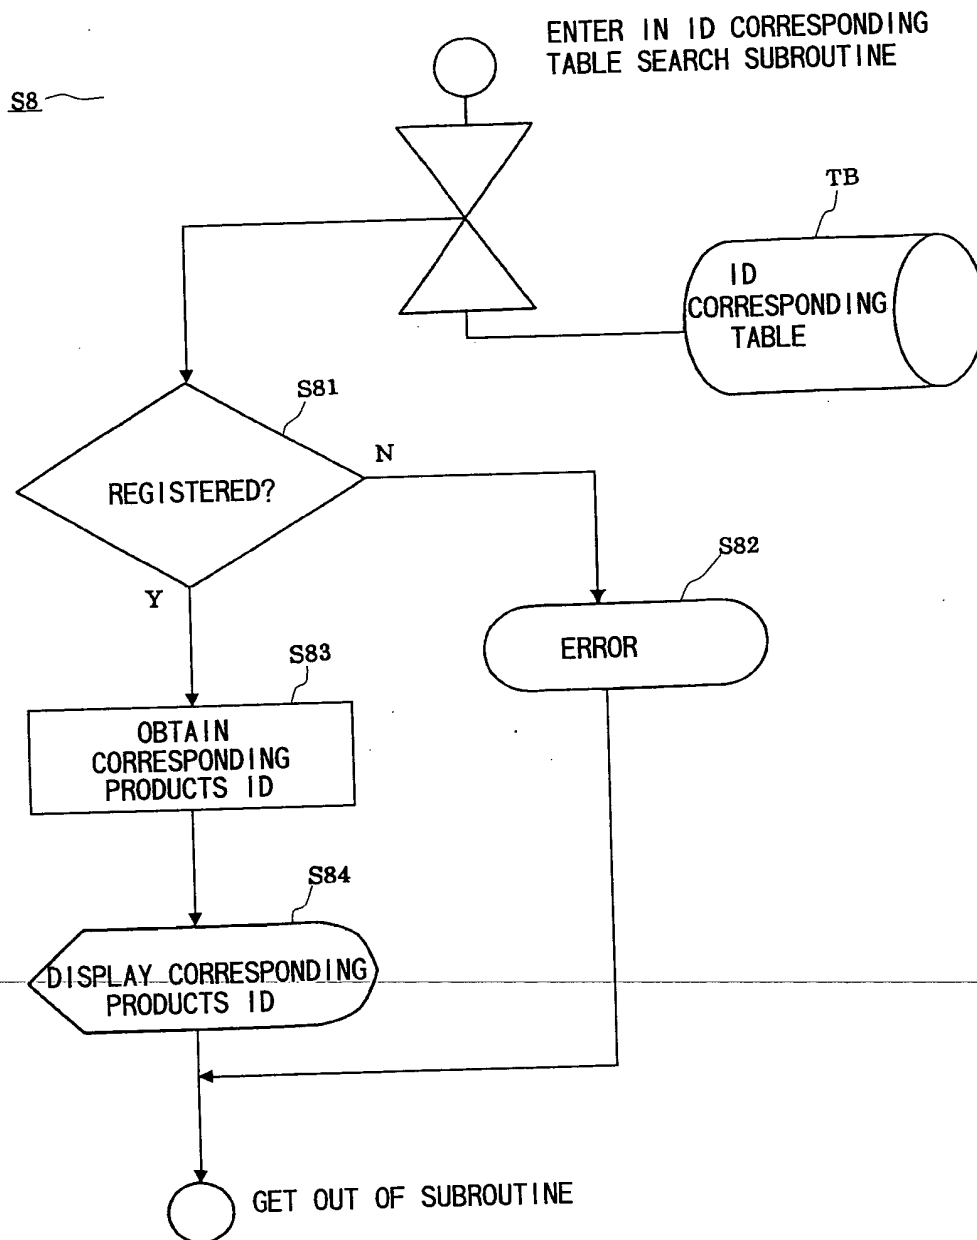 ENTER IN ID CORRESPONDING
TABLE SEARCH SUBROUTINE
S8
TB
ID
CORRESPONDING
TABLE
S81
N
REGISTERED?
S82
Y
ERROR
S83
OBTAIN
CORRESPONDING
PRODUCTS ID
S84
DISPLAY CORRESPONDING
PRODUCTS ID
GET OUT OF SUBROUTINE